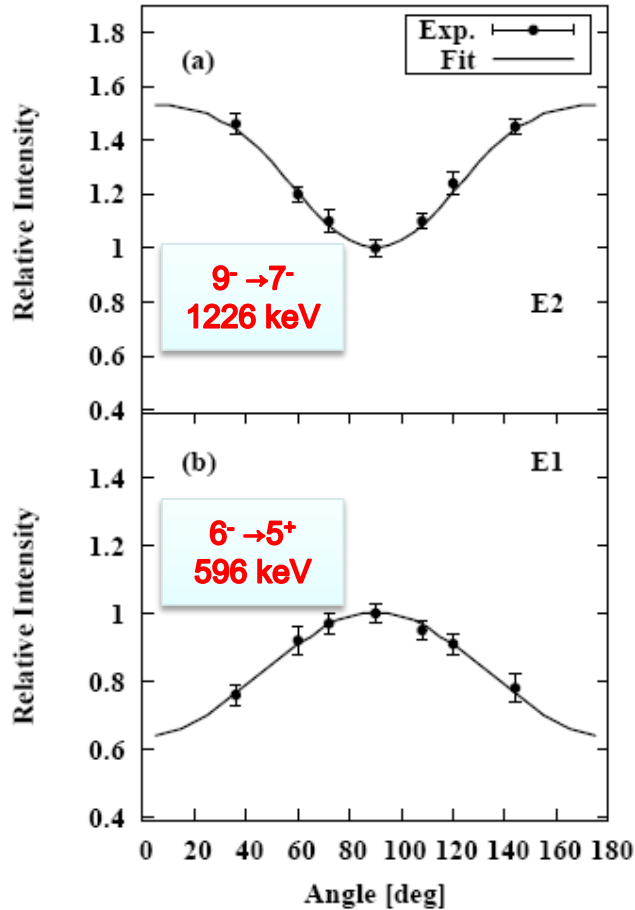 1.8
1.6
1.4
1.2
1
0.8
0.6
0.4
Relative Intensity
(a)
Exp.
Fit
9⁻ →7⁻
1226 keV
E2
1.4
1.2
1
0.8
0.6
0.4
Relative Intensity
(b)
E1
6⁻ →5⁺
596 keV
0 20 40 60 80 100 120 140 160 180
Angle [deg]